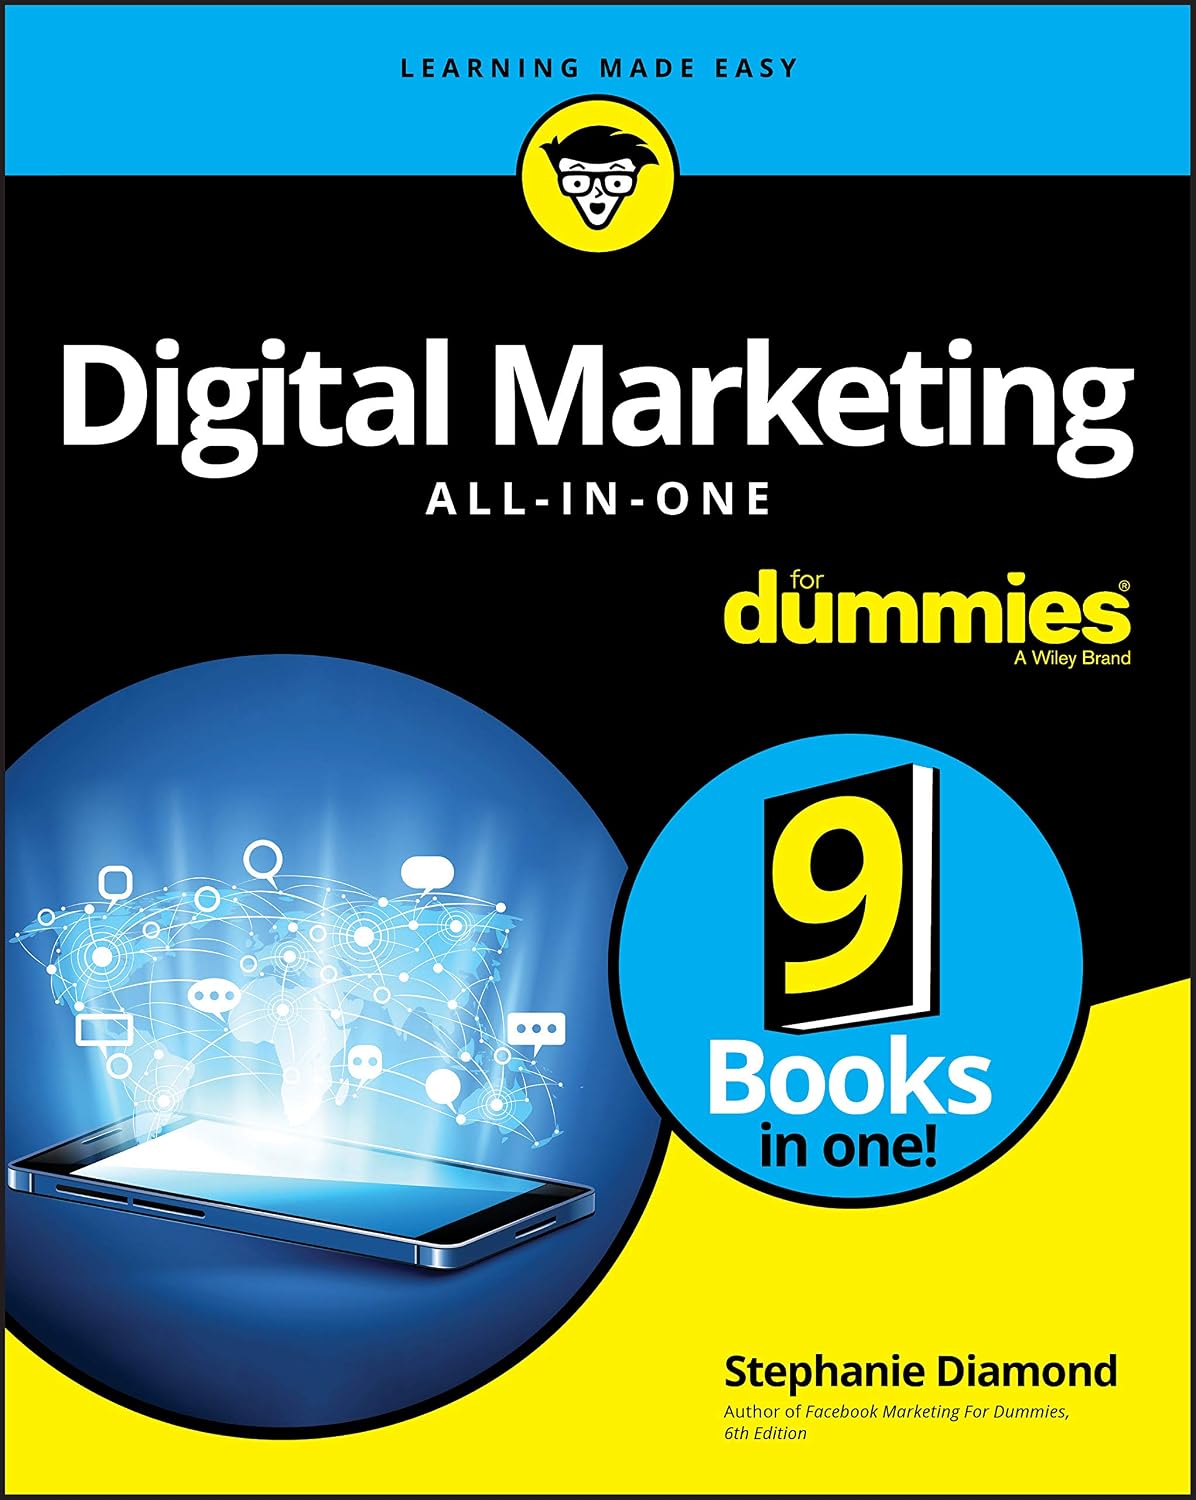 LEARNING MADE EASY
Digital Marketing
ALL-IN-ONE
for
dummies®
A Wiley Brand
9
Books
in one!
Stephanie Diamond
Author of Facebook Marketing For Dummies,
6th Edition